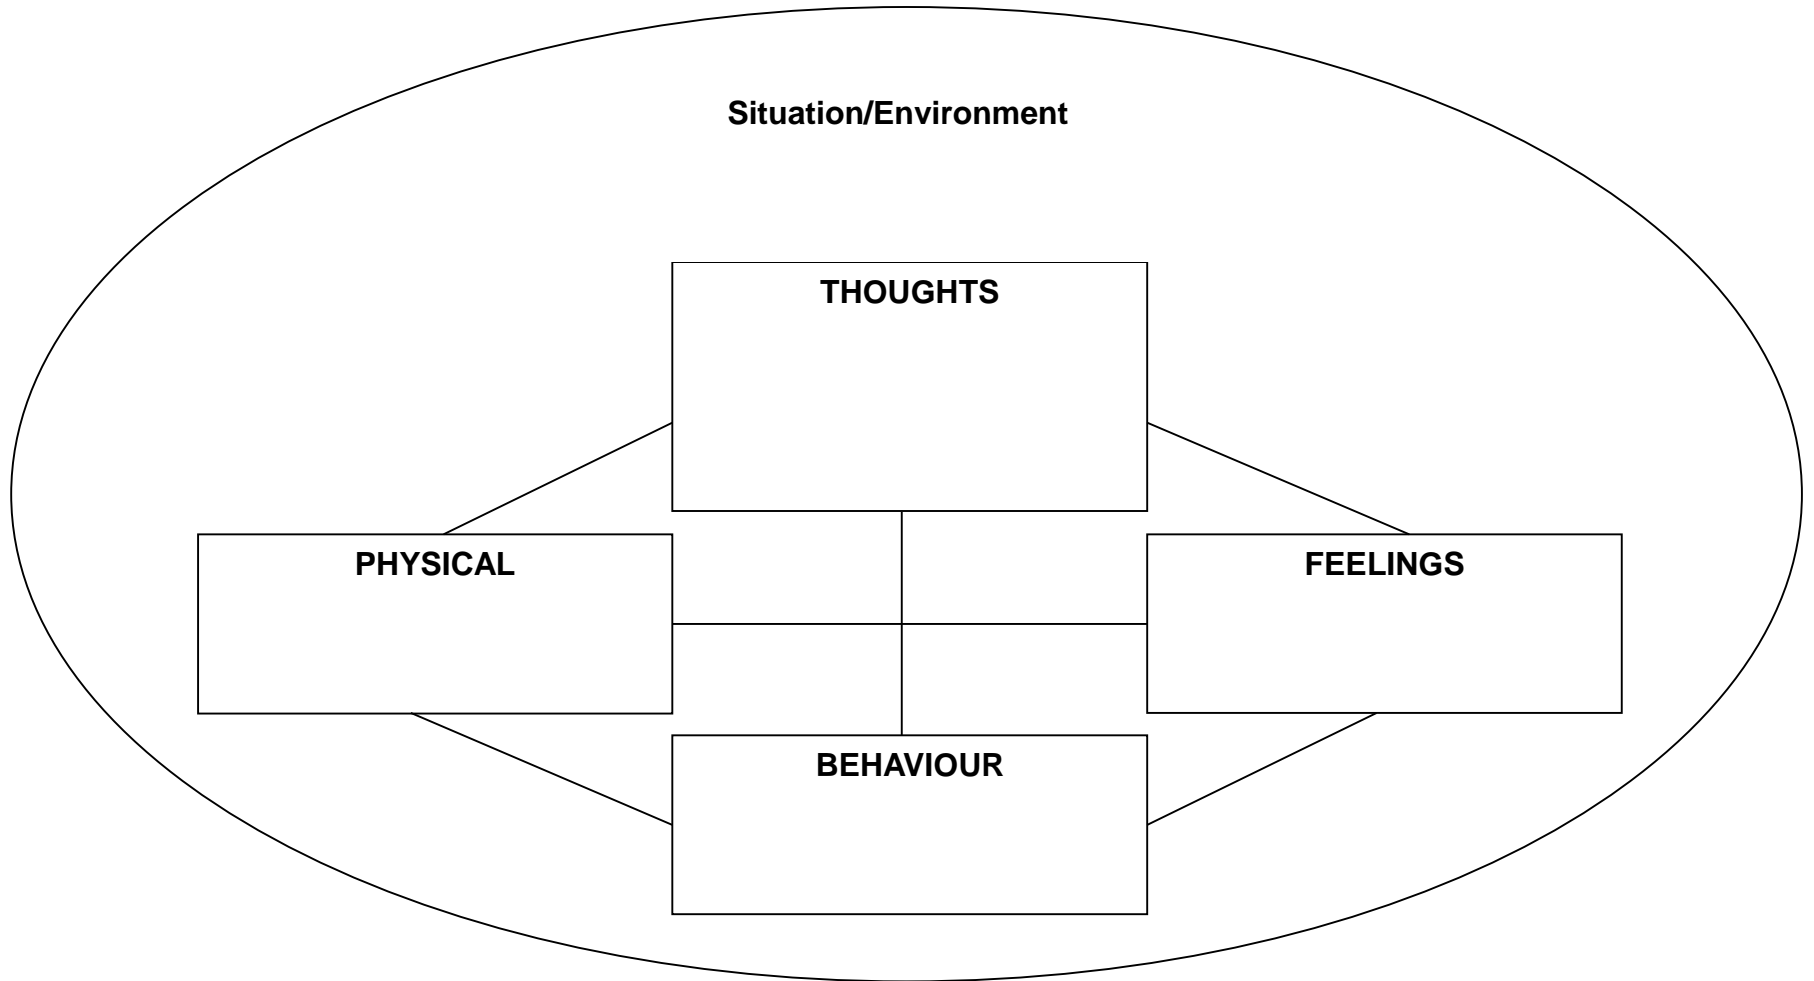 Situation/Environment
THOUGHTS
PHYSICAL
FEELINGS
BEHAVIOUR